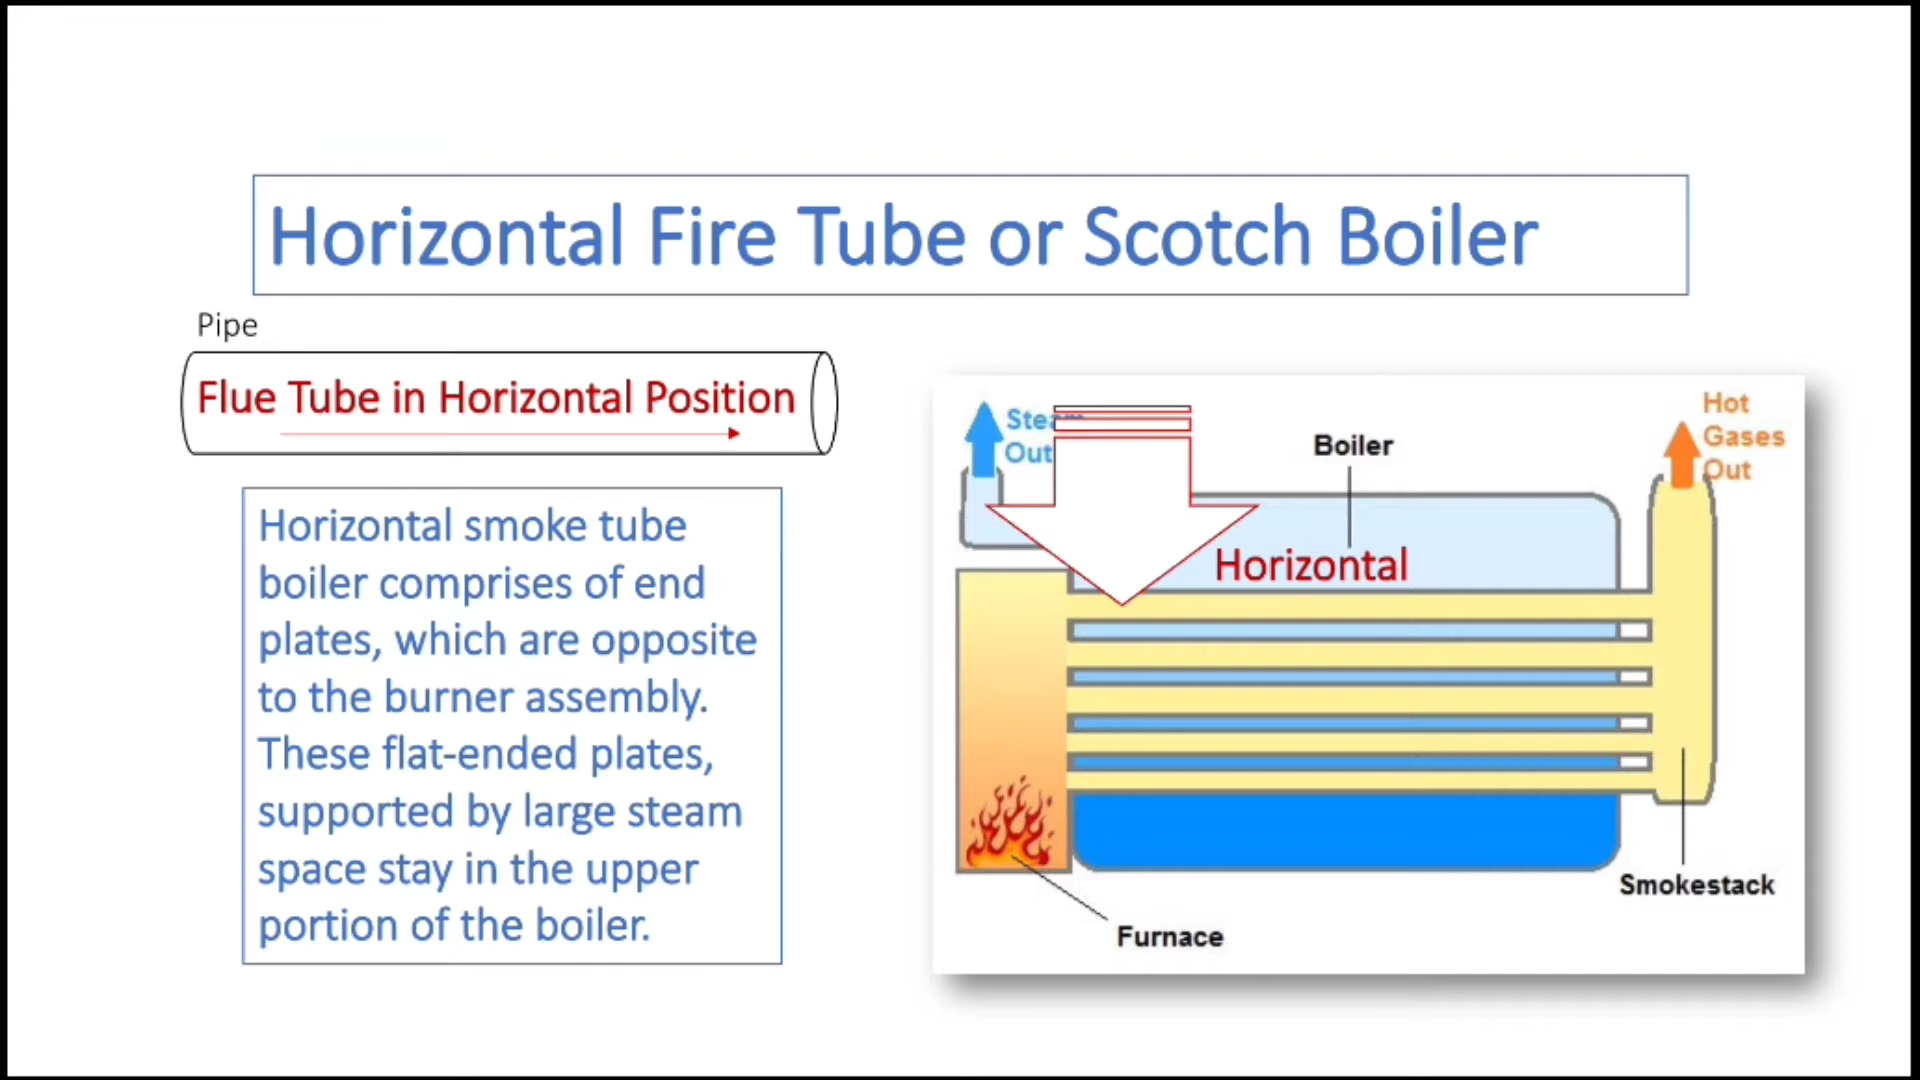 Horizontal Fire Tube or Scotch Boiler
Pipe
Flue Tube in Horizontal Position
Horizontal smoke tube
boiler comprises of end
plates, which are opposite
to the burner assembly.
These flat-ended plates,
supported by large steam
space stay in the upper
portion of the boiler.
Out
Boiler
Hot
Gases
Out
Horizontal
Smokestack
Furnace